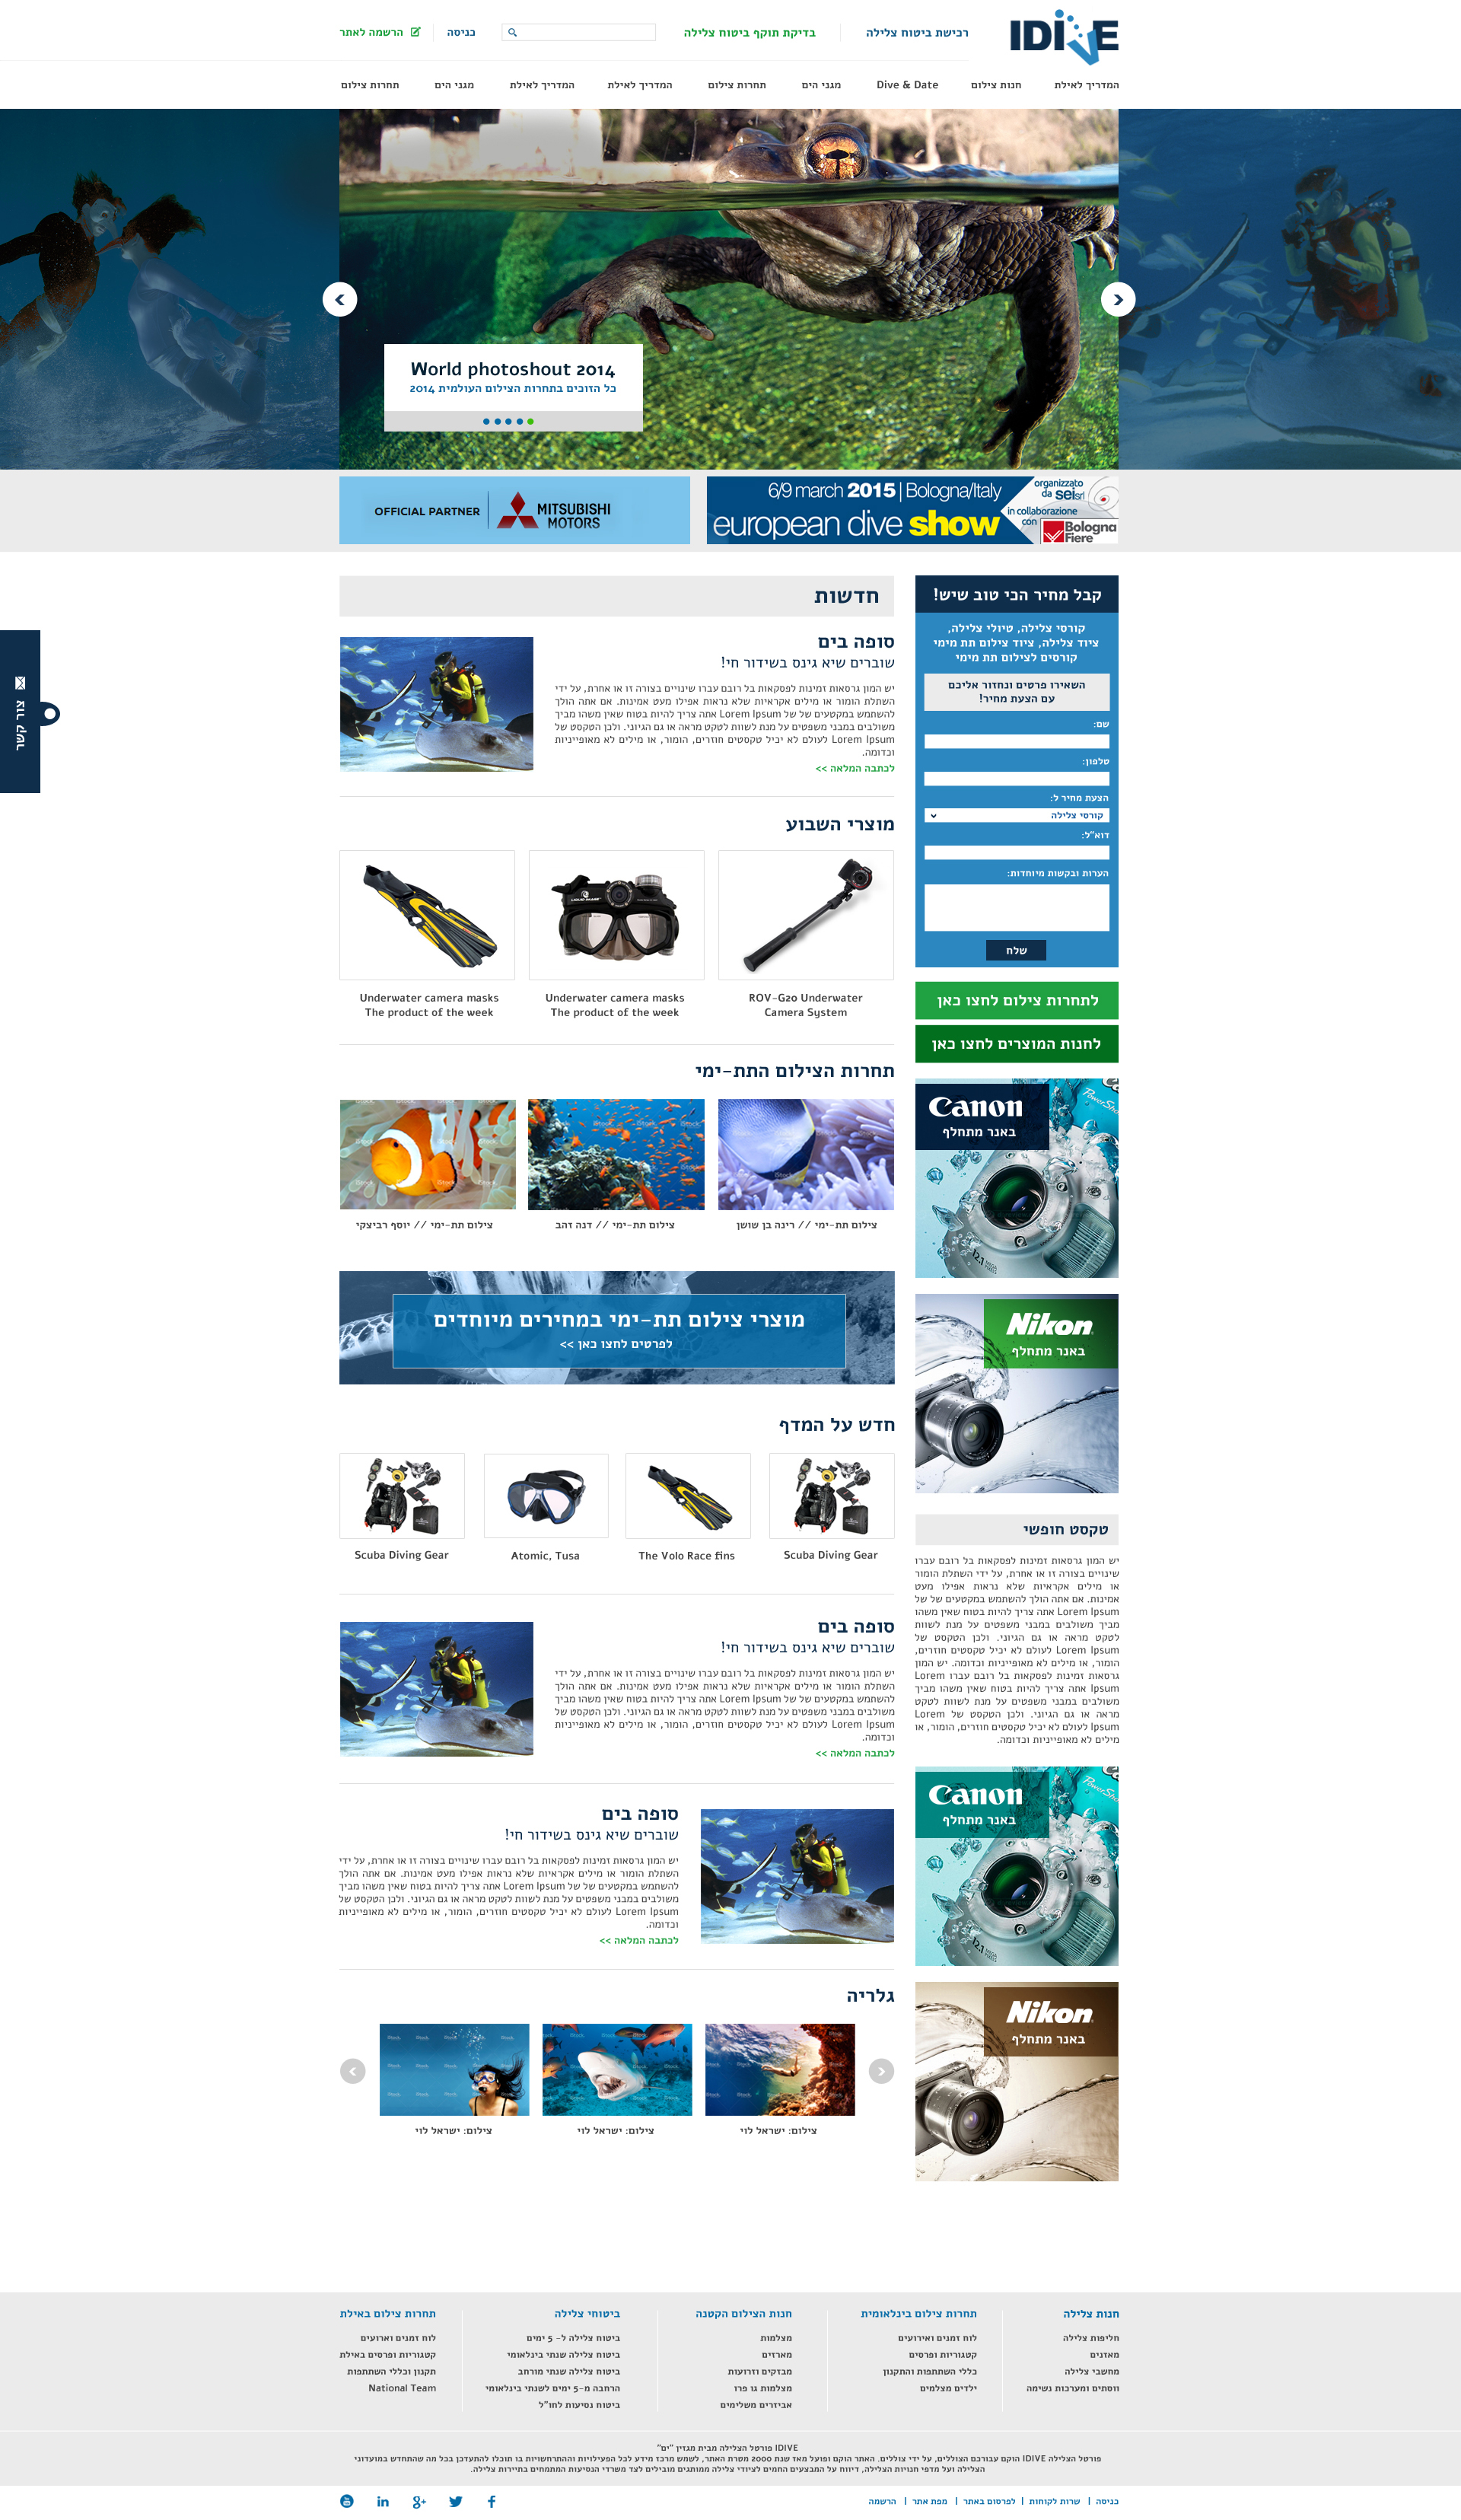 IDIVE
רכישת ביטוח צלילה
בדיקת תוקף ביטוח צלילה
כניסה
הרשמה לאתר
המדריך לאילת
חנות צילום
Dive & Date
מגני הים
תחרות צילום
המדריך לאילת
המדריך לאילת
מגני הים
תחרות צילום
World photoshout 2014
כל הזוכים בתחרות הצילום העולמית 2014
6/9 march 2015 | Bologna/Italy
european dive show
organizzato
da seisrl
in collaborazione
con
Bologna
Fiere
OFFICIAL PARTNER
MITSUBISHI
MOTORS
צור קשר
קבל מחיר הכי טוב שיש!
קורסי צלילה, טיולי צלילה,
ציוד צלילה, ציוד צילום תת מימי
קורסים לצילום תת מימי
השאירו פרטים ונחזור אליכם
עם הצעת מחיר!
שם:
טלפון:
הצעת מחיר ל:
קורסי צלילה
דוא"ל:
הערות ובקשות מיוחדות:
שלח
לתחרות צילום לחצו כאן
לחנות המוצרים לחצו כאן
Canon
באנר מתחלף
PowerShot
12.1 MEGA PIXELS
Nikon
באנר מתחלף
טקסט חופשי
יש המון גרסאות זמינות לפסקאות בל רובם עברו
שינויים בצורה זו או אחרת, על ידי השתלת הומור
או מילים אקראיות שלא נראות אפילו מעט
אמינות. אם אתה הולך להשתמש במקטעים של של
Lorem Ipsum אתה צריך להיות בטוח שאין משהו
מביך משולבים במבני משפטים על מנת לשוות
לטקט מראה או גם הגיוני. ולכן הטקסט של
Lorem Ipsum לעולם לא יכיל טקסטים חוזרים,
הומור, או מילים לא מאופייניות וכדומה. יש המון
גרסאות זמינות לפסקאות בל רובם עברו Lorem
Ipsum אתה צריך להיות בטוח שאין משהו מביך
משולבים במבני משפטים על מנת לשוות לטקט
מראה או גם הגיוני. ולכן הטקסט של Lorem
Ipsum לעולם לא יכיל טקסטים חוזרים, הומור, או
מילים לא מאופייניות וכדומה.
Canon
באנר מתחלף
PowerShot
12.1 MEGA PIXELS
Nikon
באנר מתחלף
חדשות
סופה בים
שוברים שיא גינס בשידור חי!
יש המון גרסאות זמינות לפסקאות בל רובם עברו שינויים בצורה זו או אחרת, על ידי
השתלת הומור או מילים אקראיות שלא נראות אפילו מעט אמינות. אם אתה הולך
להשתמש במקטעים של של Lorem Ipsum אתה צריך להיות בטוח שאין משהו מביך
משולבים במבני משפטים על מנת לשוות לטקט מראה או גם הגיוני. ולכן הטקסט של
Lorem Ipsum לעולם לא יכיל טקסטים חוזרים, הומור, או מילים לא מאופייניות
וכדומה.
לכתבה המלאה >>
מוצרי השבוע
ROV-G20 Underwater
Camera System
Underwater camera masks
The product of the week
Underwater camera masks
The product of the week
תחרות הצילום התת-ימי
iStock
צילום תת-ימי // רינה בן שושן
צילום תת-ימי // דנה זהב
צילום תת-ימי // יוסף רביצקי
מוצרי צילום תת-ימי במחירים מיוחדים
לפרטים לחצו כאן >>
חדש על המדף
Scuba Diving Gear
The Volo Race fins
Atomic, Tusa
Scuba Diving Gear
סופה בים
שוברים שיא גינס בשידור חי!
יש המון גרסאות זמינות לפסקאות בל רובם עברו שינויים בצורה זו או אחרת, על ידי
השתלת הומור או מילים אקראיות שלא נראות אפילו מעט אמינות. אם אתה הולך
להשתמש במקטעים של של Lorem Ipsum אתה צריך להיות בטוח שאין משהו מביך
משולבים במבני משפטים על מנת לשוות לטקט מראה או גם הגיוני. ולכן הטקסט של
Lorem Ipsum לעולם לא יכיל טקסטים חוזרים, הומור, או מילים לא מאופייניות
וכדומה.
לכתבה המלאה >>
סופה בים
שוברים שיא גינס בשידור חי!
יש המון גרסאות זמינות לפסקאות בל רובם עברו שינויים בצורה זו או אחרת, על ידי
השתלת הומור או מילים אקראיות שלא נראות אפילו מעט אמינות. אם אתה הולך
להשתמש במקטעים של של Lorem Ipsum אתה צריך להיות בטוח שאין משהו מביך
משולבים במבני משפטים על מנת לשוות לטקט מראה או גם הגיוני. ולכן הטקסט של
Lorem Ipsum לעולם לא יכיל טקסטים חוזרים, הומור, או מילים לא מאופייניות
וכדומה.
לכתבה המלאה >>
גלריה
צילום: ישראל לוי
צילום: ישראל לוי
צילום: ישראל לוי
חנות צלילה
חליפות צלילה
מאזנים
מחשבי צלילה
ווסתים ומערכות נשימה
תחרות צילום בינלאומית
לוח זמנים ואירועים
קטגוריות ופרסים
כללי השתתפות והתקנון
ילדים מצלמים
חנות הצילום הקטנה
מצלמות
מארזים
מבזקים וזרועות
מצלמות גו פרו
אביזרים משלימים
ביטוחי צלילה
ביטוח צלילה ל- 5 ימים
ביטוח צלילה שנתי בינלאומי
ביטוח צלילה שנתי מורחב
הרחבה מ-5 ימים לשנתי בינלאומי
ביטוח נסיעות לחו"ל
תחרות צילום באילת
לוח זמנים וארועים
קטגוריות ופרסים באילת
תקנון וכללי השתתפות
National Team
IDIVE פורטל הצלילה מבית מגזין "ים"
פורטל הצלילה IDIVE הוקם עבורכם הצוללים, על ידי צוללים. האתר הוקם ופועל מאז שנת 2000 מטרת האתר, לשמש מרכז מידע לכל הפעילויות וההתרחשויות בו תוכלו להתעדכן בכל מה שהתחדש במועדוני
הצלילה ועל מדפי חנויות הצלילה, דיווח על המבצעים החמים לציודי צלילה ממותגים מובילים לצד משרדי הנסיעות המתמחים בתיירות צלילה.
כניסה | שרות לקוחות | לפרסום באתר | מפת אתר | הרשמה